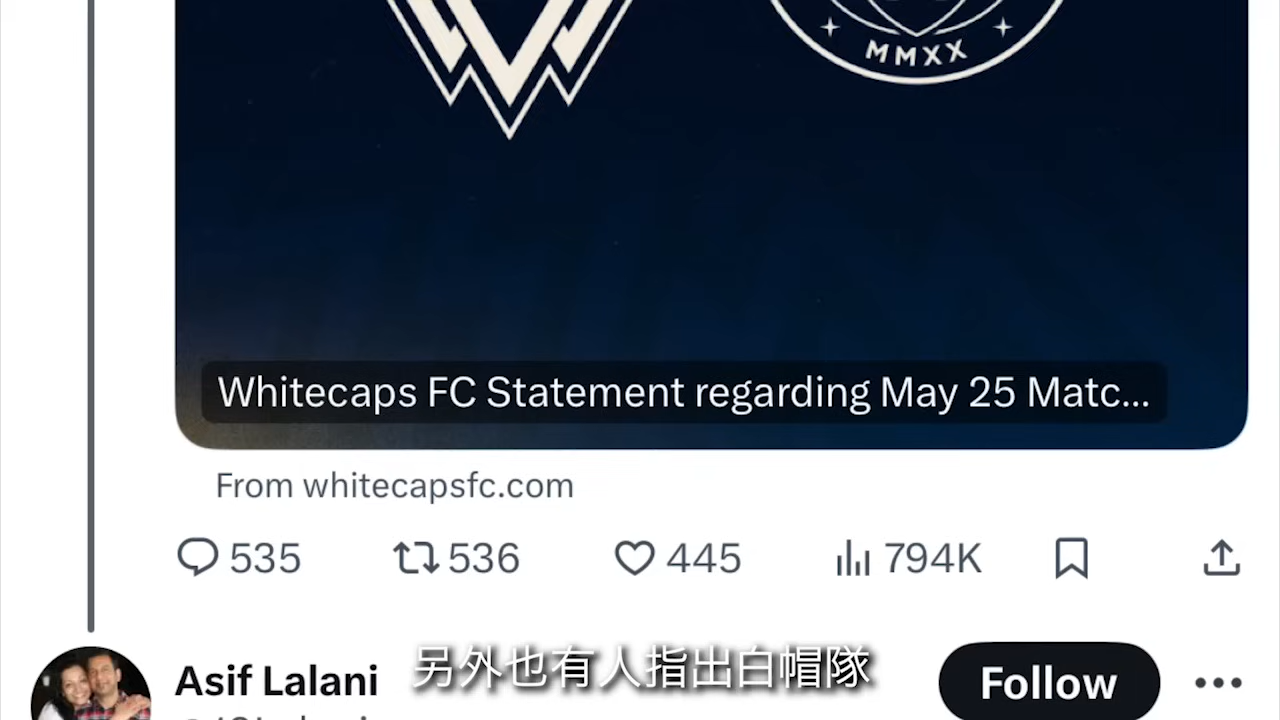 MMXX
Whitecaps FC Statement regarding May 25 Matc...
From whitecapsfc.com
535 536 445 794K
另外也有人指出白帽隊
Asif Lalani
Follow